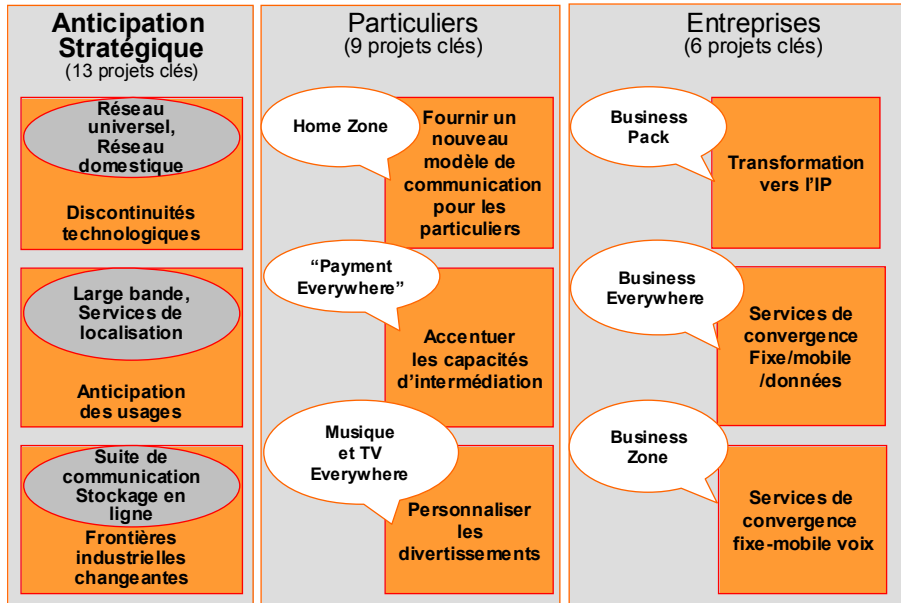 Anticipation
Stratégique
(13 projets clés)
Réseau
universel,
Réseau
domestique
Discontinuités
technologiques
Large bande,
Services de
localisation
Anticipation
des usages
Suite de
communication
Stockage en
ligne
Frontières
industrielles
changeantes
Particuliers
(9 projets clés)
Home Zone
Fournir un
nouveau
modèle de
communication
pour les
particuliers
“Payment
Everywhere”
Accentuer
les capacités
d’intermédiation
Musique
et TV
Everywhere
Personnaliser
les
divertissements
Entreprises
(6 projets clés)
Business
Pack
Transformation
vers l’IP
Business
Everywhere
Services de
convergence
Fixe/mobile
/données
Business
Zone
Services de
convergence
fixe-mobile voix